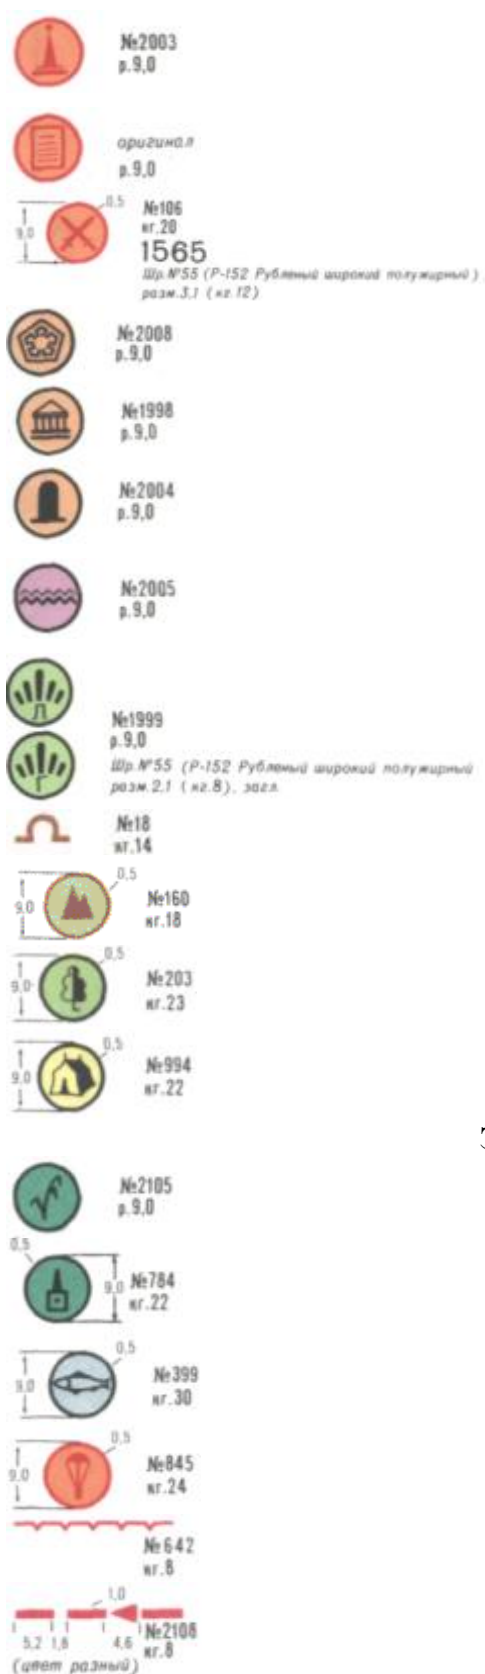 №2003
р.9,0
оригинал
р.9,0
0,5
9,0
№106
кг.20
1565
Шр.№55 (Р-152 Рубленый широкий полужирный),
разм.3,1 (кг.12)
№2008
р.9,0
№1998
р.9,0
№2004
р.9,0
№2005
р.9,0
Л
Г
№1999
р.9,0
Шр.№55 (Р-152 Рубленый широкий полужирный
разм.2,1 (кг.8), загл.
№18
кг.14
0,5
9,0
№160
кг.18
0,5
9,0
№203
кг.23
0,5
9,0
№994
кг.22
№2105
р.9,0
0,5
9,0
№784
кг.22
0,5
9,0
№399
кг.30
0,5
9,0
№845
кг.24
№642
кг.8
1,0
5,2 1,8 4,6 №2108
кг.8
(цвет разный)